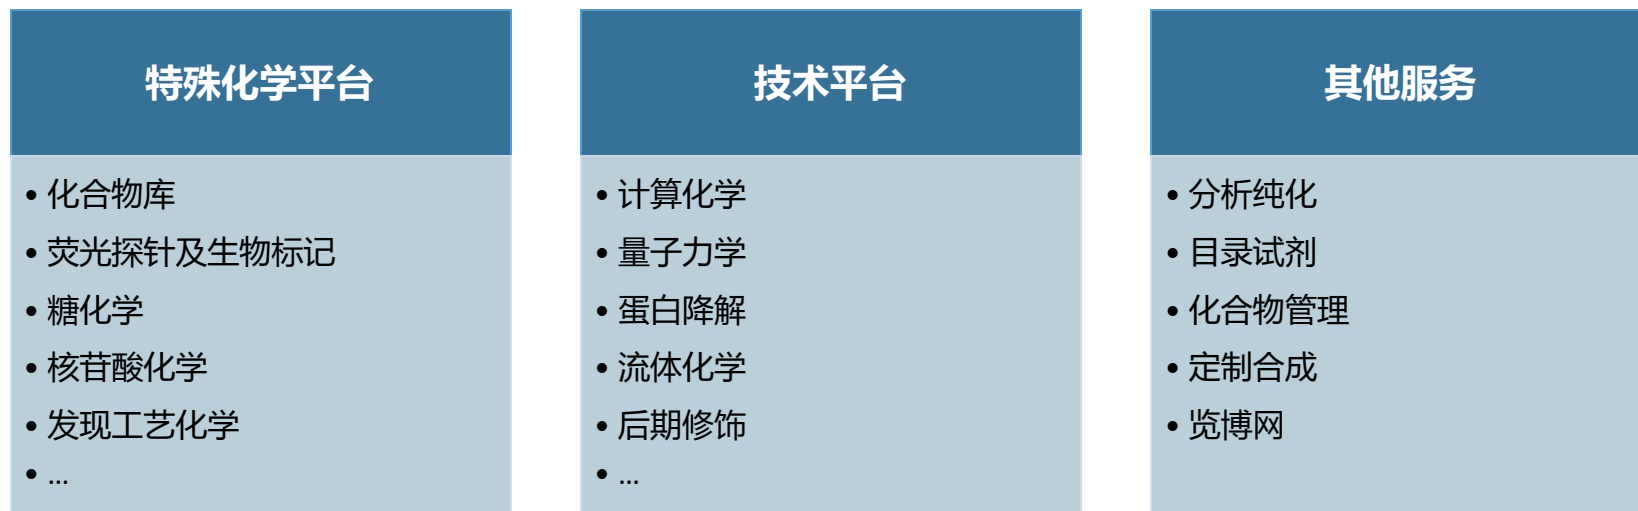 特殊化学平台
• 化合物库
• 荧光探针及生物标记
• 糖化学
• 核苷酸化学
• 发现工艺化学
• ...
技术平台
• 计算化学
• 量子力学
• 蛋白降解
• 流体化学
• 后期修饰
• ...
其他服务
• 分析纯化
• 目录试剂
• 化合物管理
• 定制合成
• 览博网